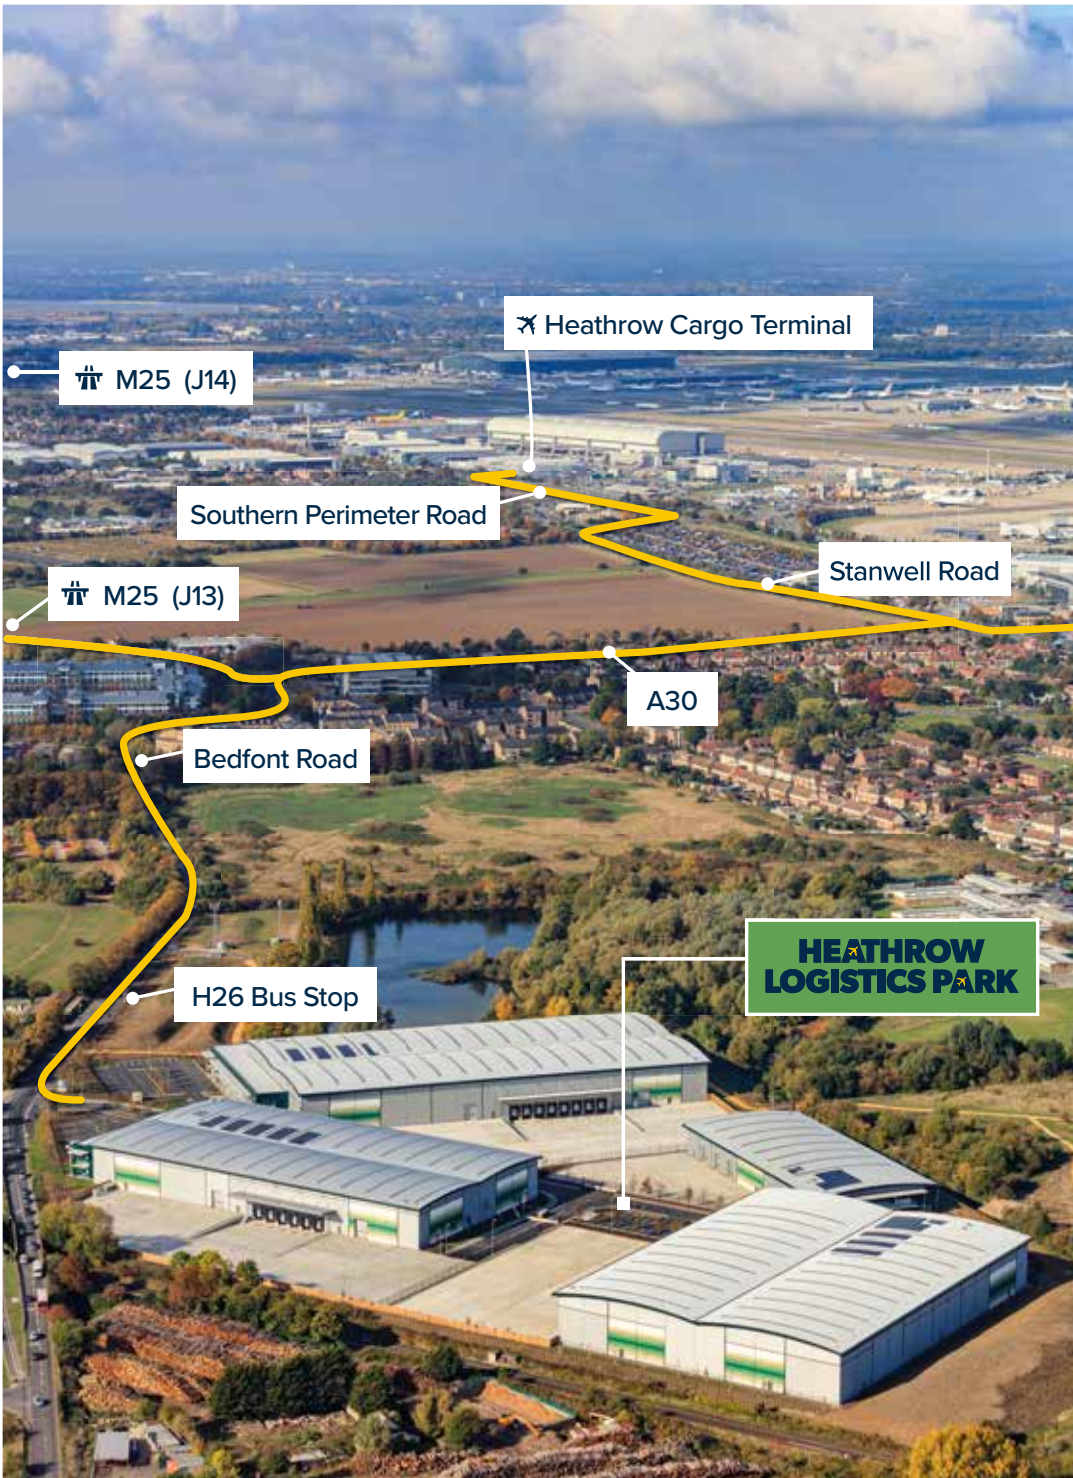 Heathrow Cargo Terminal
M25 (J14)
Southern Perimeter Road
Stanwell Road
M25 (J13)
A30
Bedfont Road
HEATHROW
LOGISTICS PARK
H26 Bus Stop